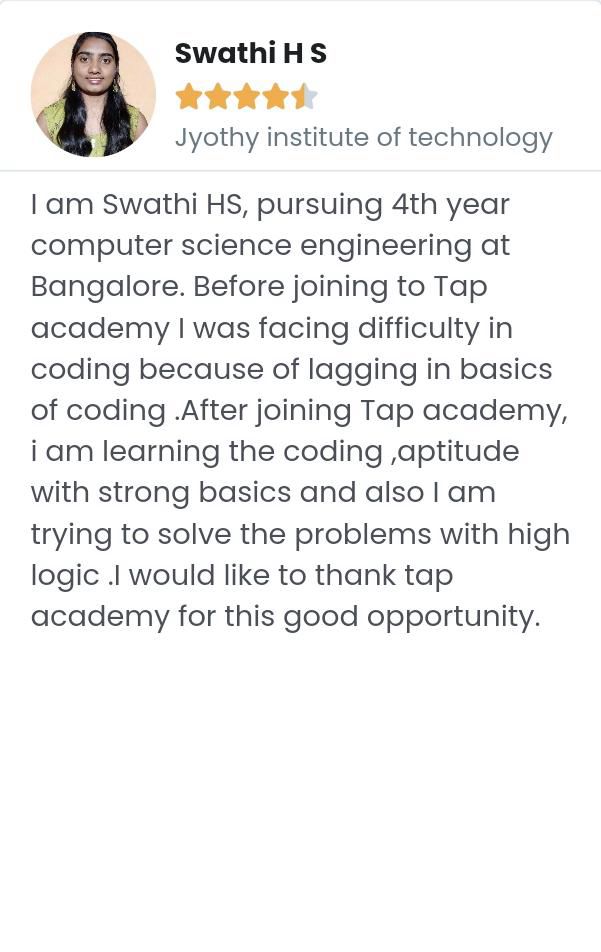 Swathi H S
Jyothy institute of technology
I am Swathi HS, pursuing 4th year
computer science engineering at
Bangalore. Before joining to Tap
academy I was facing difficulty in
coding because of lagging in basics
of coding .After joining Tap academy,
i am learning the coding ,aptitude
with strong basics and also I am
trying to solve the problems with high
logic .I would like to thank tap
academy for this good opportunity.